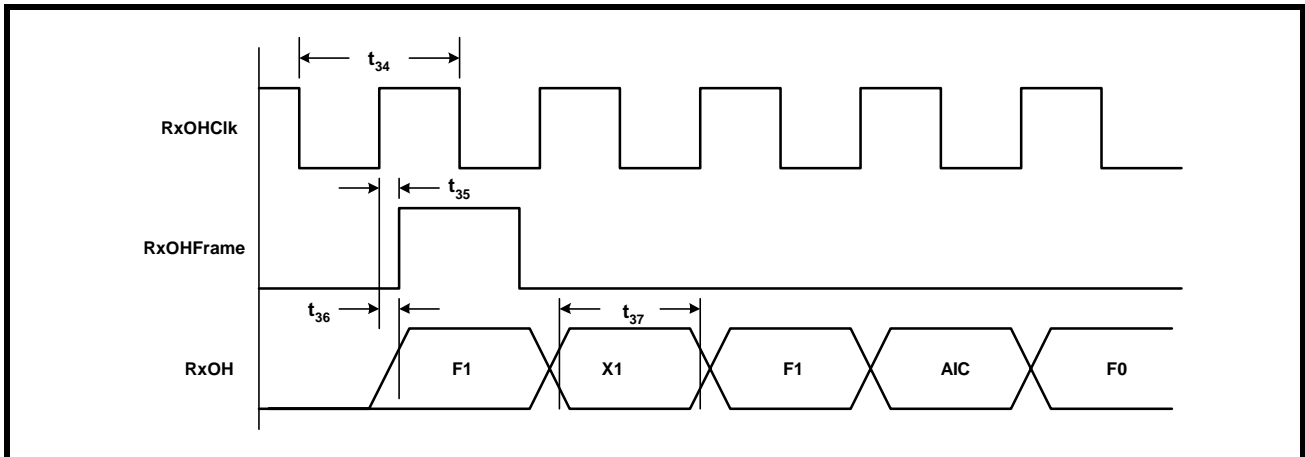 t34
RxOHClk
t35
RxOHFrame
t36
t37
RxOH
F1
X1
F1
AIC
F0